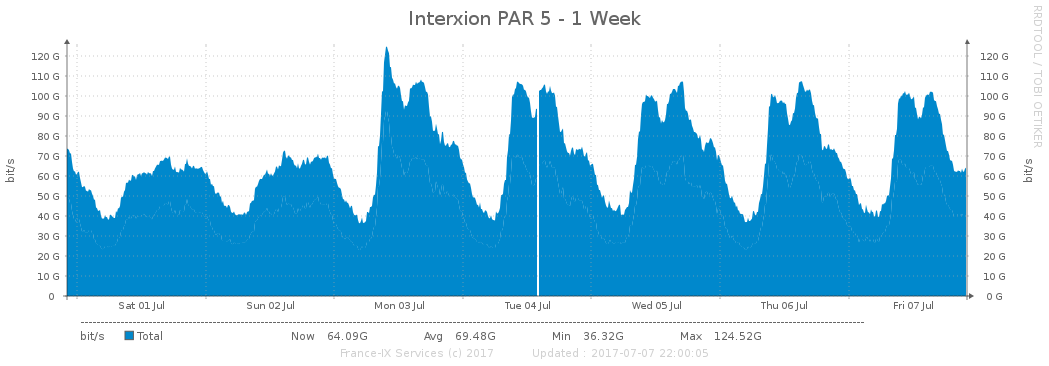 Interxion PAR 5 - 1 Week
RRDTOOL / TOBI OETIKER
bit/s
120 G
110 G
100 G
90 G
80 G
70 G
60 G
50 G
40 G
30 G
20 G
10 G
0
120 G
110 G
100 G
90 G
80 G
70 G
60 G
50 G
40 G
30 G
20 G
10 G
0 G
bit/s
Sat 01 Jul Sun 02 Jul Mon 03 Jul Tue 04 Jul Wed 05 Jul Thu 06 Jul Fri 07 Jul
bit/s Total Now 64.09G Avg 69.48G Min 36.32G Max 124.52G
France-IX Services (c) 2017 Updated : 2017-07-07 22:00:05